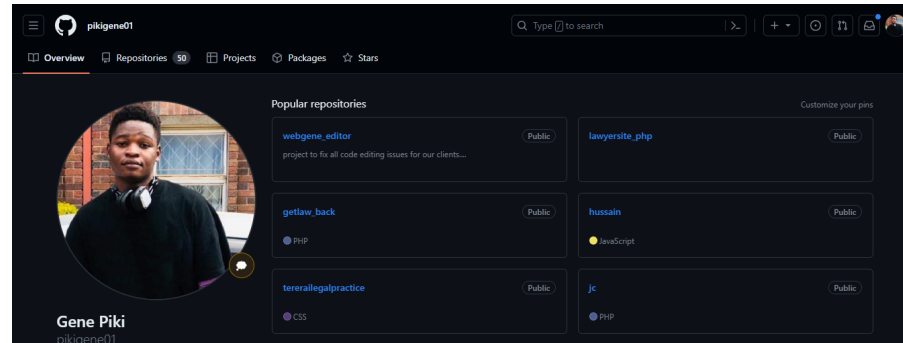 pikigene01
Type / to search
Overview
Repositories 50
Projects
Packages
Stars
Popular repositories
Customize your pins
webgene_editor
Public
project to fix all code editing issues for our clients....
lawyersite_php
Public
getlaw_back
Public
PHP
hussain
Public
JavaScript
tererailegalpractice
Public
CSS
jc
Public
PHP
Gene Piki
pikigene01